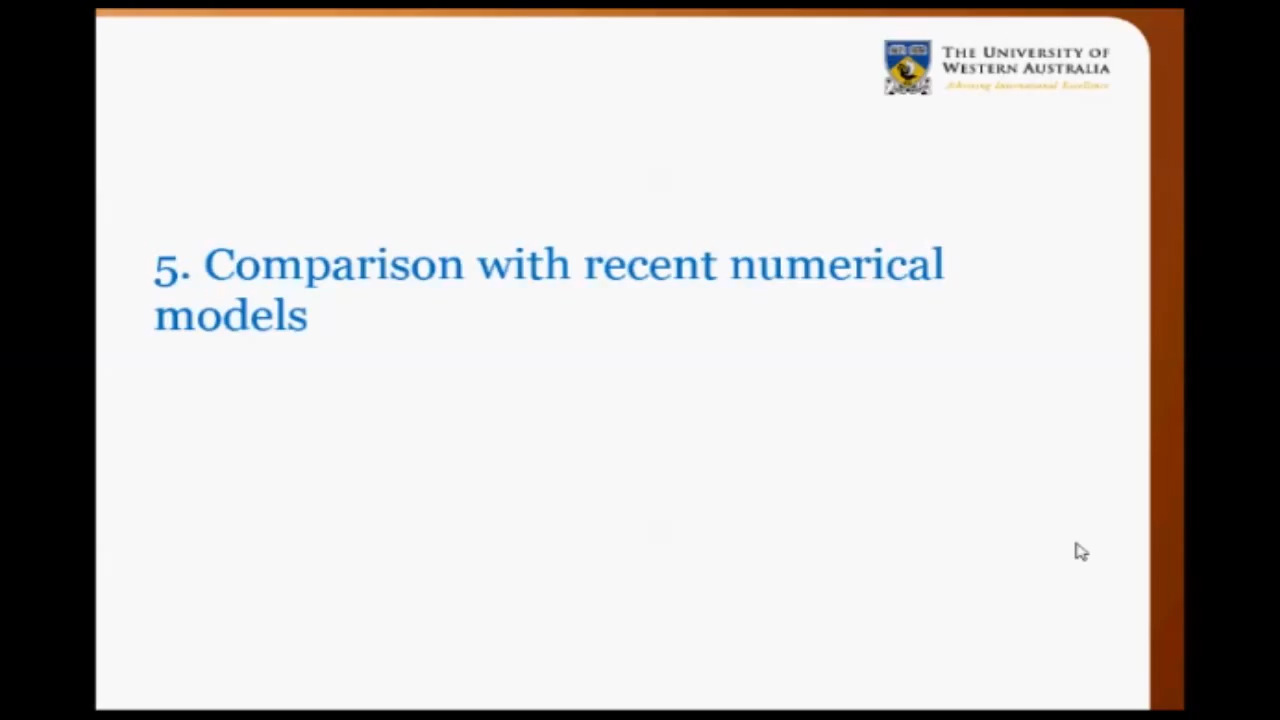 THE UNIVERSITY OF
WESTERN AUSTRALIA
Achieving International Excellence
5. Comparison with recent numerical
models